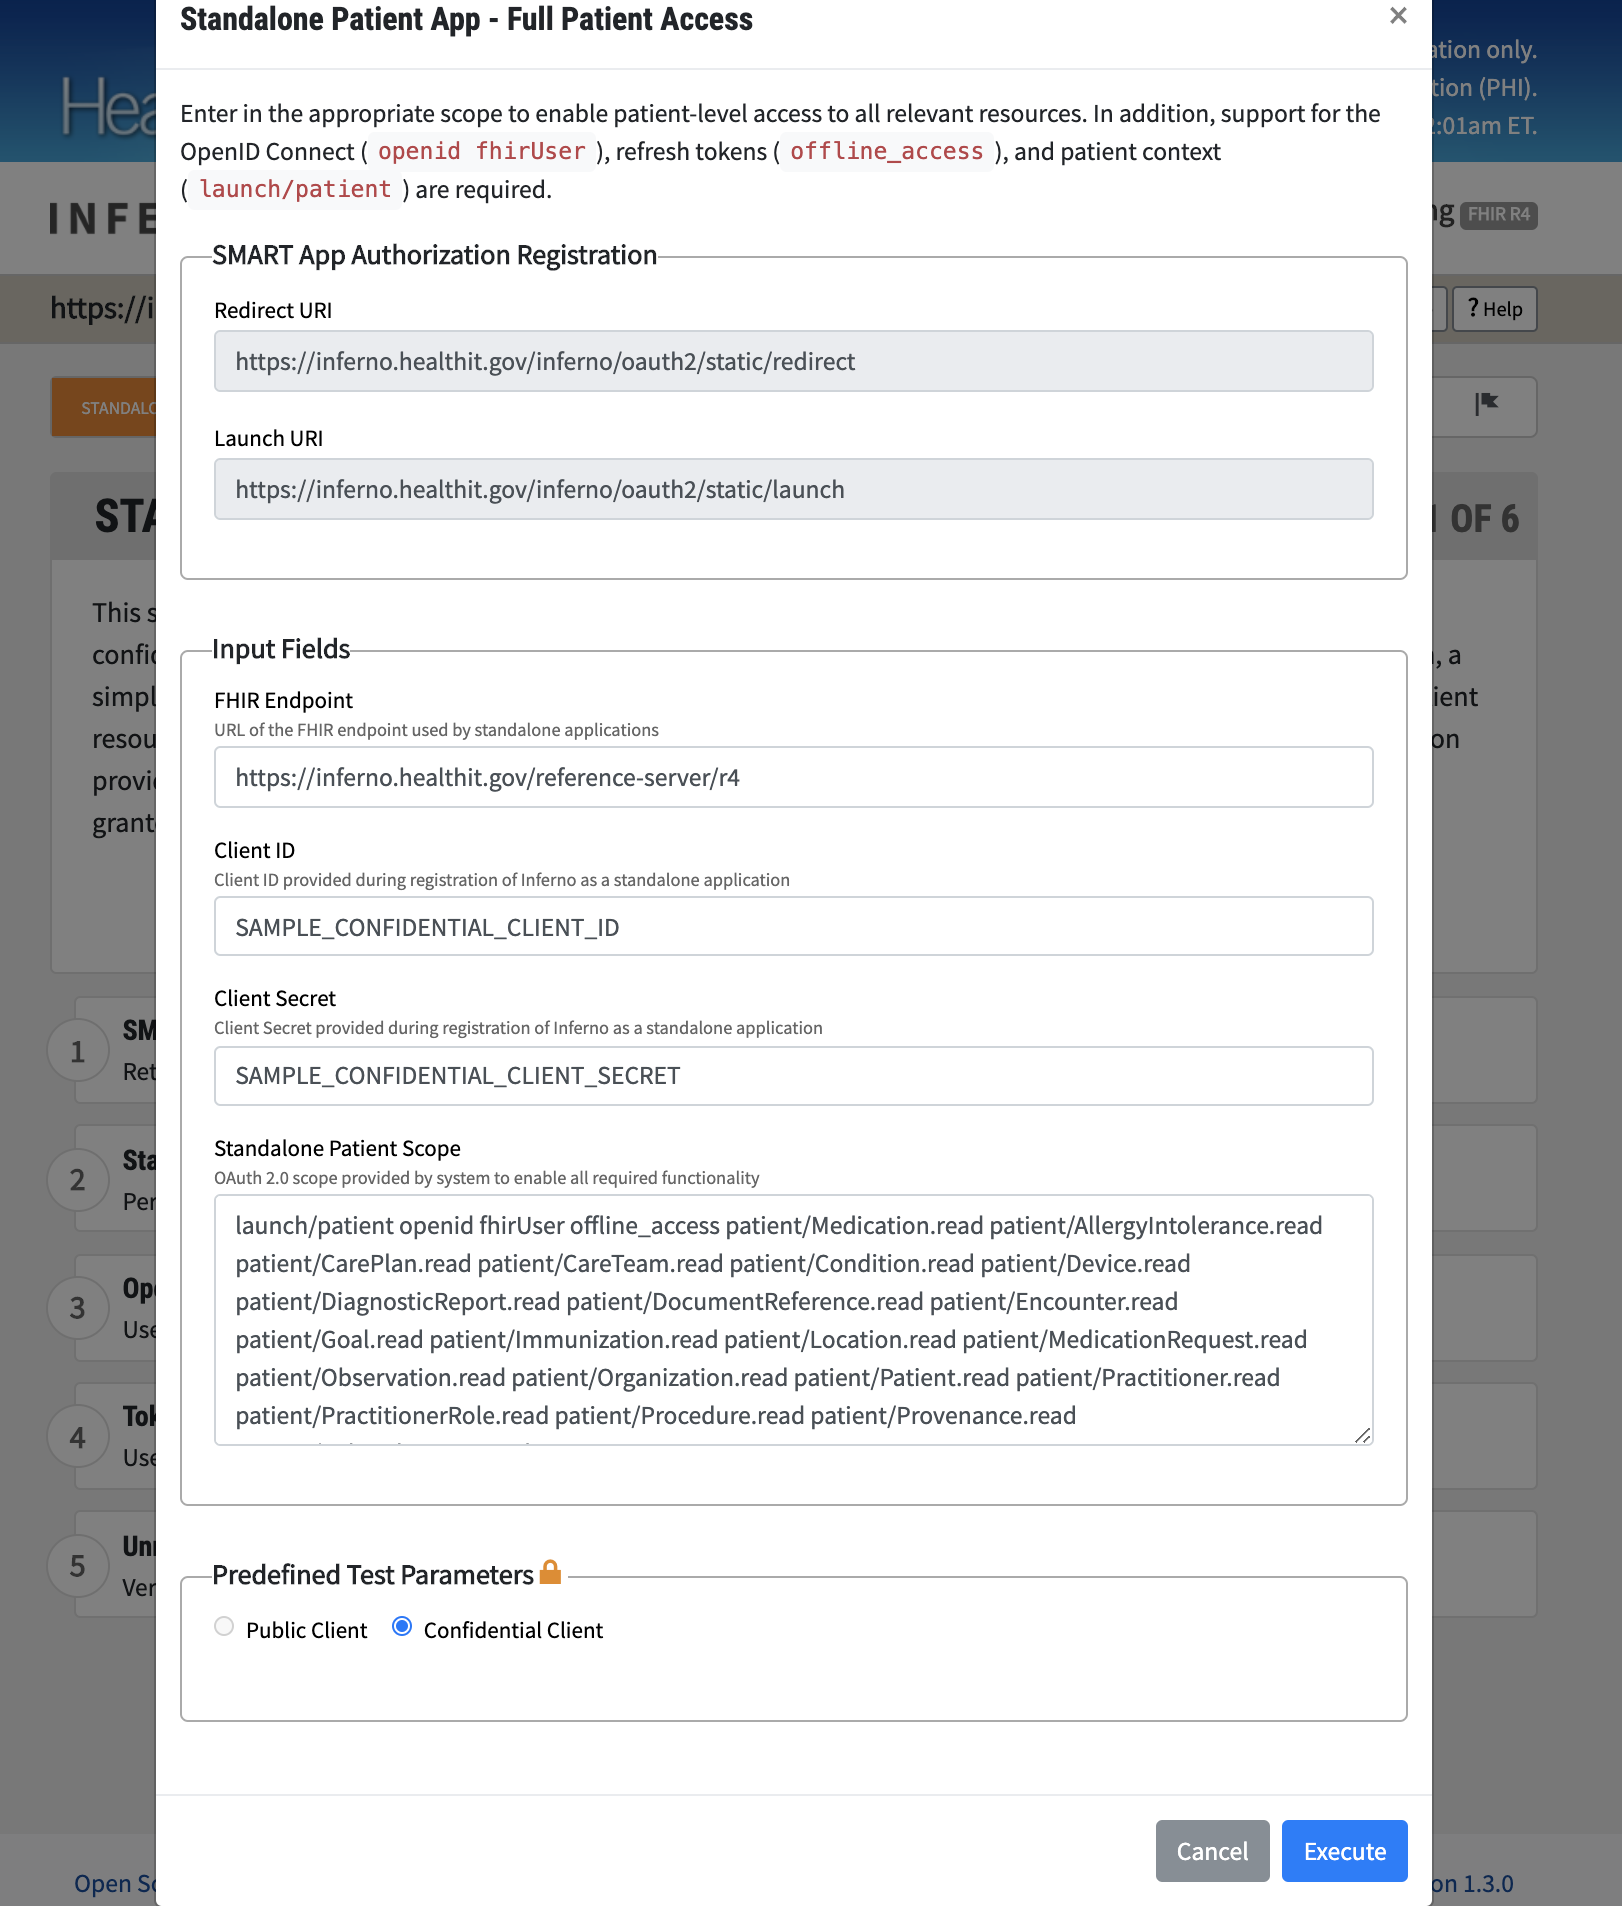 Standalone Patient App - Full Patient Access ×
ation only.
Hea tion (PHI).
:01am ET.
Enter in the appropriate scope to enable patient-level access to all relevant resources. In addition, support for the
OpenID Connect ( openid fhirUser ), refresh tokens ( offline_access ), and patient context
( launch/patient ) are required.
INFE ng FHIR R4
SMART App Authorization Registration
https://i ? Help
Redirect URI
https://inferno.healthit.gov/inferno/oauth2/static/redirect
STANDALO
Launch URI
https://inferno.healthit.gov/inferno/oauth2/static/launch
STA 1 OF 6
This s
confid , a
simpl ient
resou on
provi
grant
Input Fields
FHIR Endpoint
URL of the FHIR endpoint used by standalone applications
https://inferno.healthit.gov/reference-server/r4
Client ID
Client ID provided during registration of Inferno as a standalone application
SAMPLE_CONFIDENTIAL_CLIENT_ID
Client Secret
Client Secret provided during registration of Inferno as a standalone application
SAMPLE_CONFIDENTIAL_CLIENT_SECRET
1 SM
Ret
2 Sta
Per
3 Op
Use
4 Tok
Use
5 Un
Ver
Standalone Patient Scope
OAuth 2.0 scope provided by system to enable all required functionality
launch/patient openid fhirUser offline_access patient/Medication.read patient/AllergyIntolerance.read
patient/CarePlan.read patient/CareTeam.read patient/Condition.read patient/Device.read
patient/DiagnosticReport.read patient/DocumentReference.read patient/Encounter.read
patient/Goal.read patient/Immunization.read patient/Location.read patient/MedicationRequest.read
patient/Observation.read patient/Organization.read patient/Patient.read patient/Practitioner.read
patient/PractitionerRole.read patient/Procedure.read patient/Provenance.read
Predefined Test Parameters
Public Client Confidential Client
Cancel Execute
Open So on 1.3.0